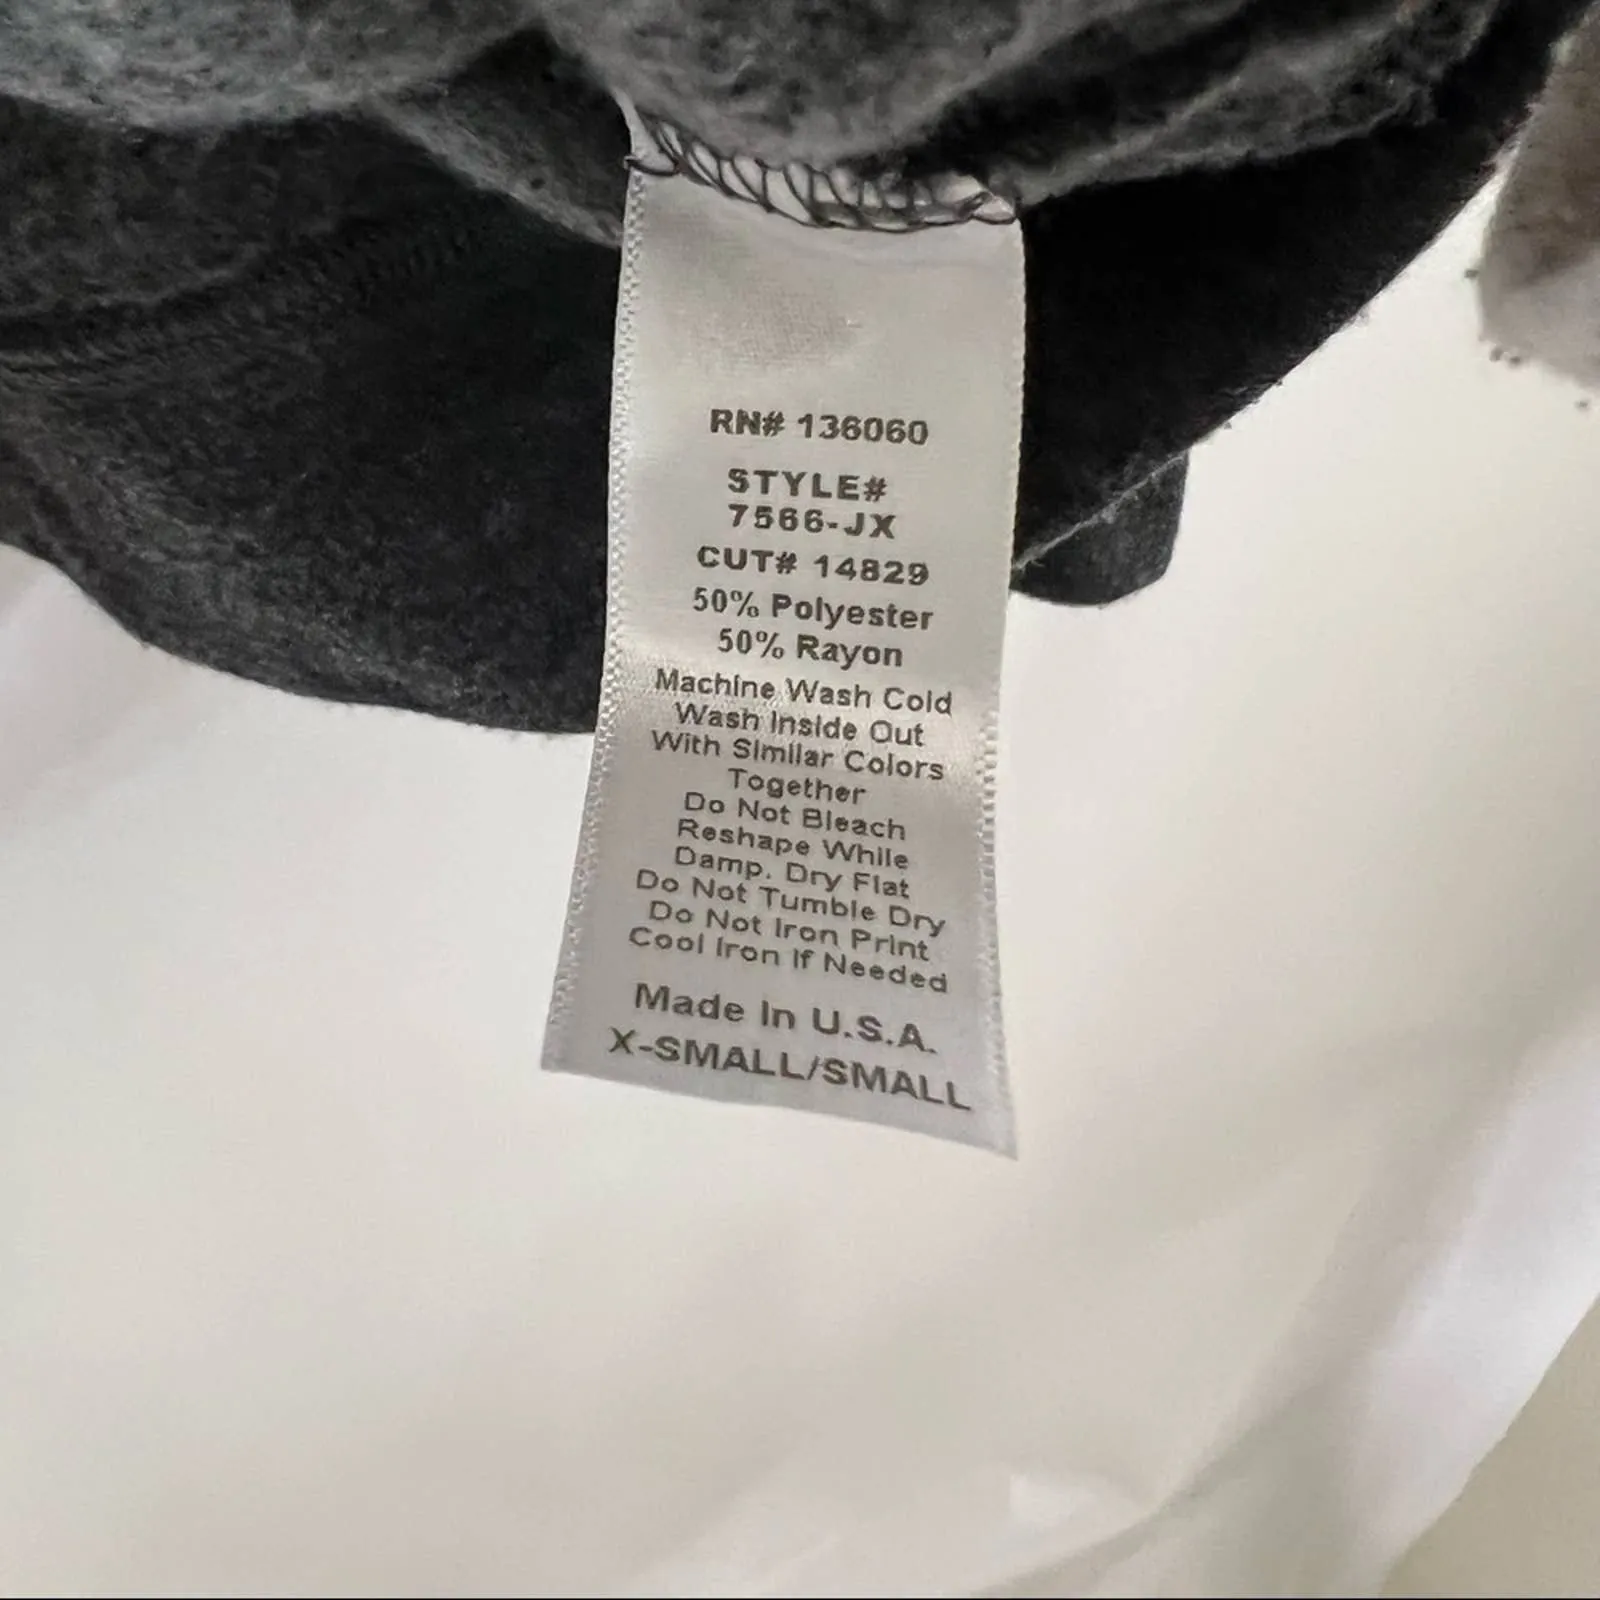 RN# 136060
STYLE#
7566-JX
CUT# 14829
50% Polyester
50% Rayon
Machine Wash Cold
Wash Inside Out
With Similar Colors
Together
Do Not Bleach
Reshape While
Damp. Dry Flat
Do Not Tumble Dry
Do Not Iron Print
Cool Iron If Needed
Made In U.S.A.
X-SMALL/SMALL